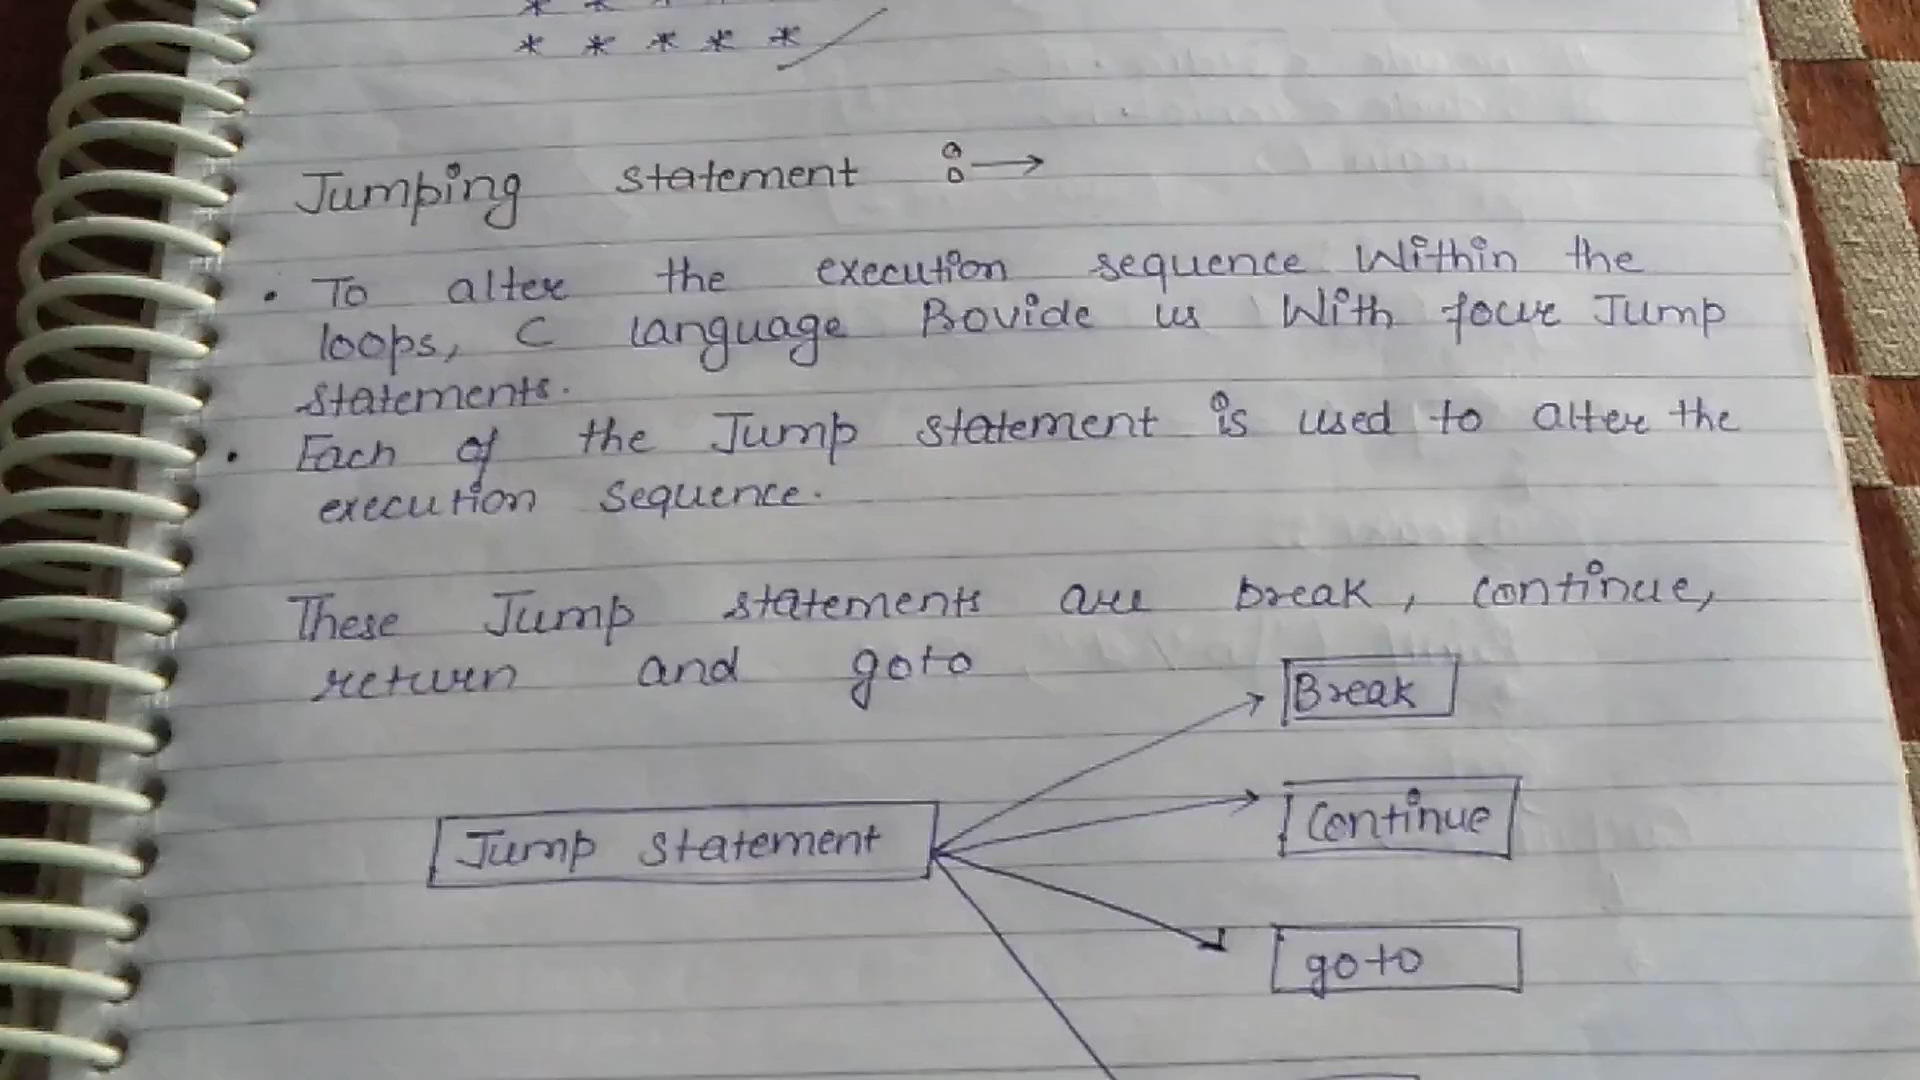 * * * * *
* * * * *
Jumping statement :→
• To alter the execution sequence Within the
loops, C language Provide us With four Jump
statements.
• Each of the Jump statement is used to alter the
execution sequence.
These Jump statements are break, continue,
return and goto
Break
Continue
Jump statement
goto